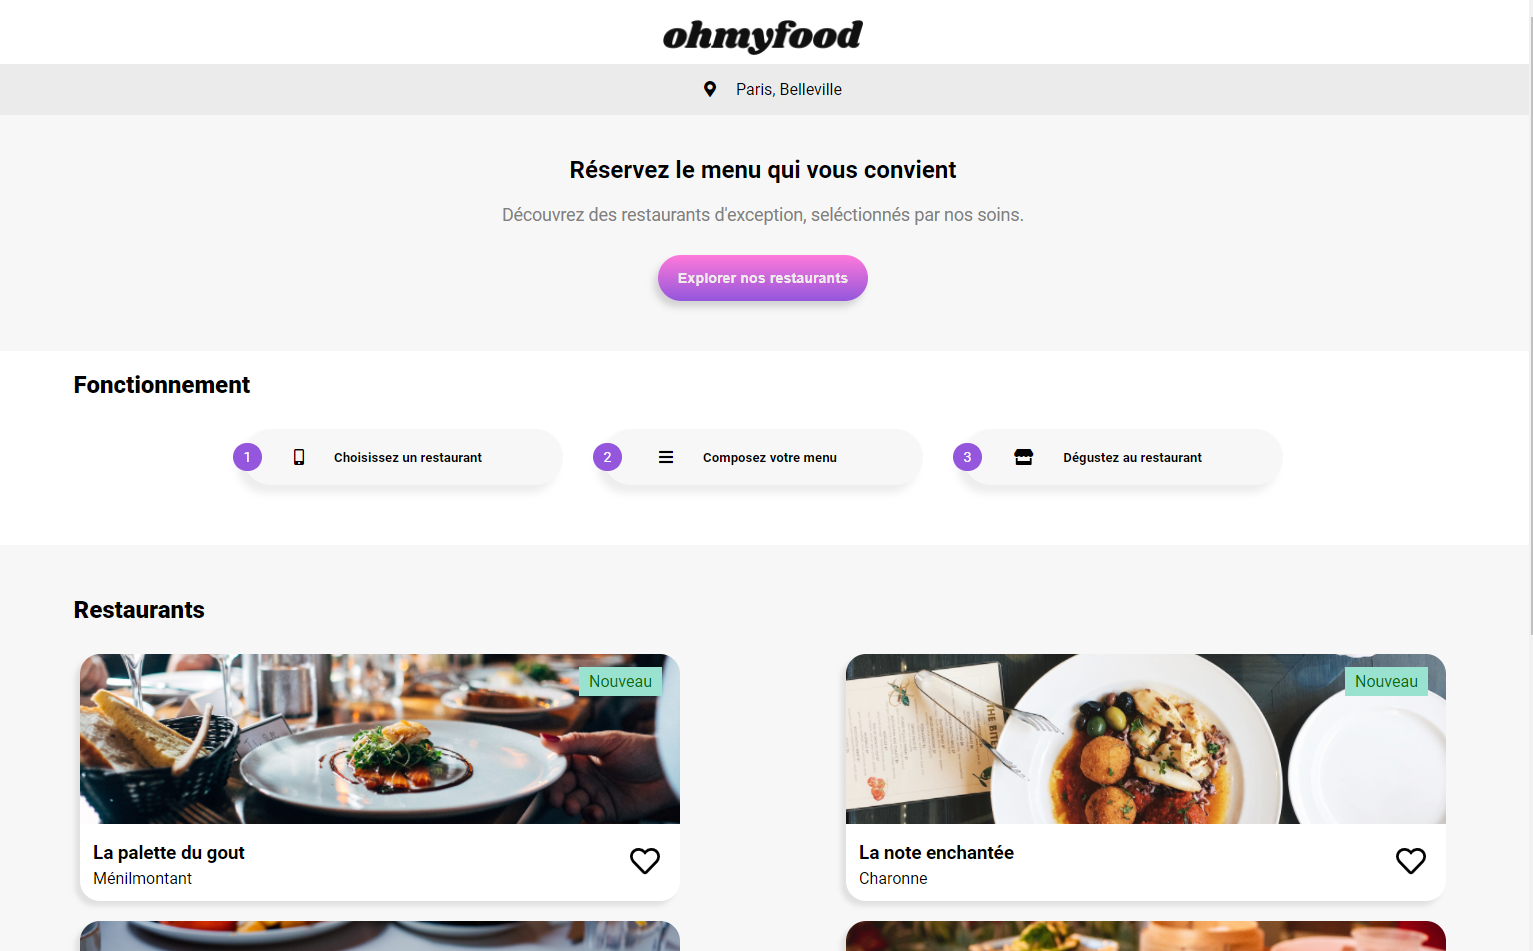 ohmyfood
Paris, Belleville
Réservez le menu qui vous convient
Découvrez des restaurants d'exception, seléctionnés par nos soins.
Explorer nos restaurants
Fonctionnement
1 Choisissez un restaurant
2 Composez votre menu
3 Dégustez au restaurant
Restaurants
Nouveau
Nouveau
La palette du gout
Ménilmontant
La note enchantée
Charonne